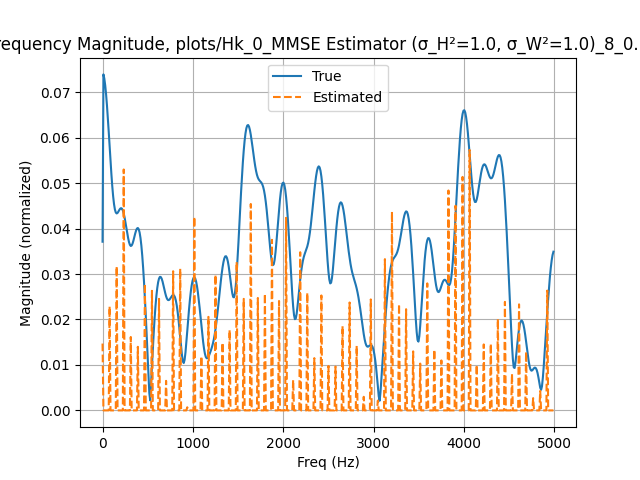 requency Magnitude, plots/Hk_0_MMSE Estimator (σ_H²=1.0, σ_W²=1.0)_8_0.
True
Estimated
Magnitude (normalized)
0.07
0.06
0.05
0.04
0.03
0.02
0.01
0.00
0 1000 2000 3000 4000 5000
Freq (Hz)